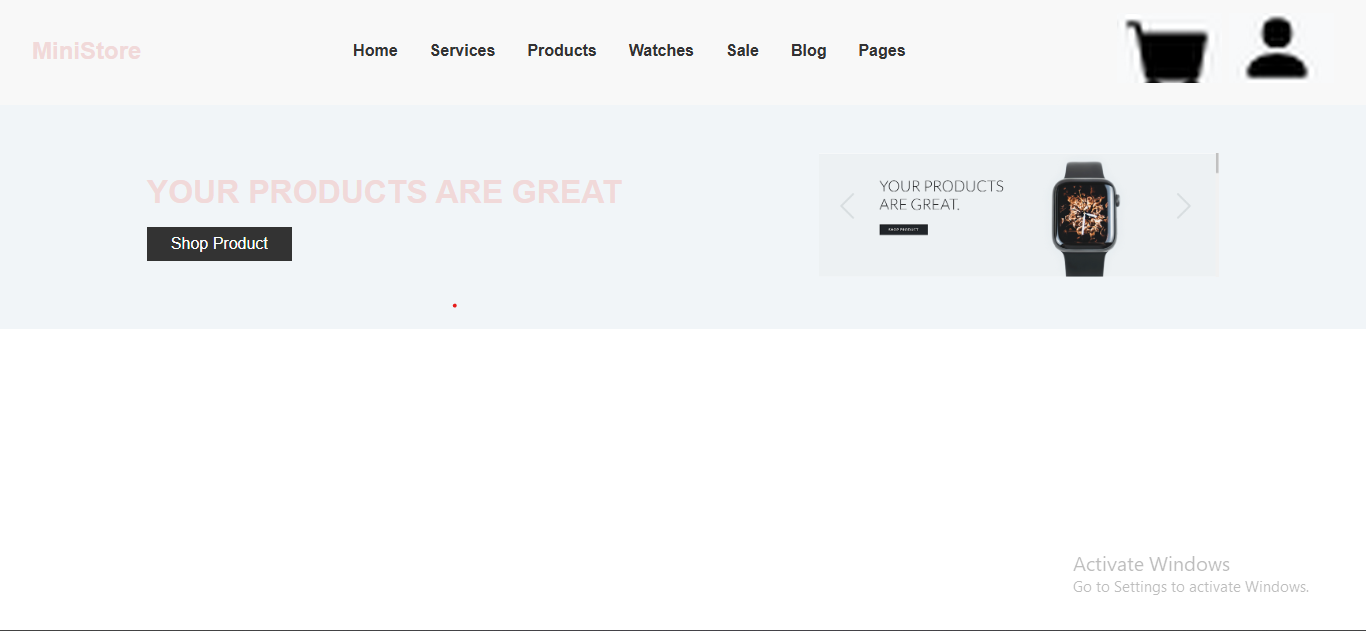 MiniStore
Home Services Products Watches Sale Blog Pages
YOUR PRODUCTS ARE GREAT
Shop Product
YOUR PRODUCTS
ARE GREAT.
SHOP PRODUCT
Activate Windows
Go to Settings to activate Windows.